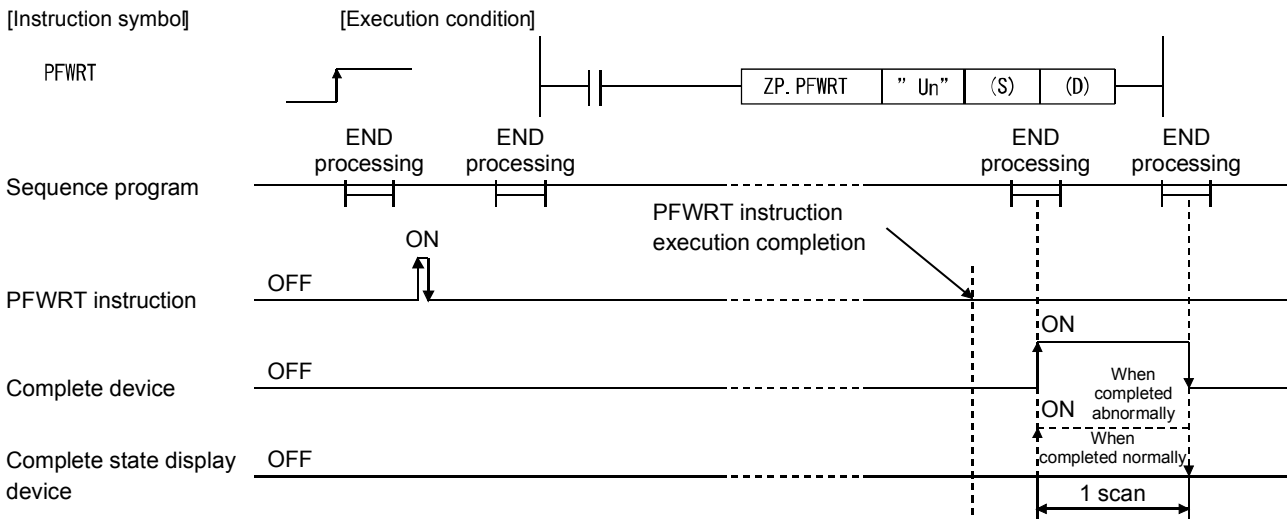 [Instruction symbol] [Execution condition]
PFWRT
ZP. PFWRT " Un" (S) (D)
END processing
END processing
END processing
END processing
Sequence program
PFWRT instruction
execution completion
ON
OFF
PFWRT instruction
ON
OFF
Complete device
When
completed
abnormally
ON
When
completed normally
OFF
Complete state display
device
1 scan